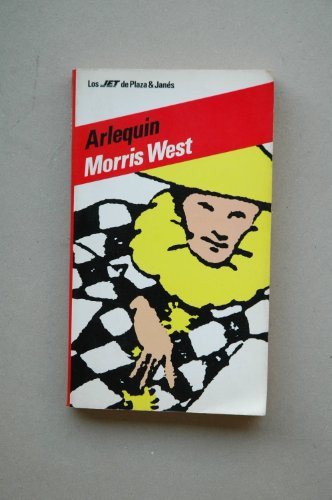 Los JET de Plaza & Janés
Arlequin
Morris West